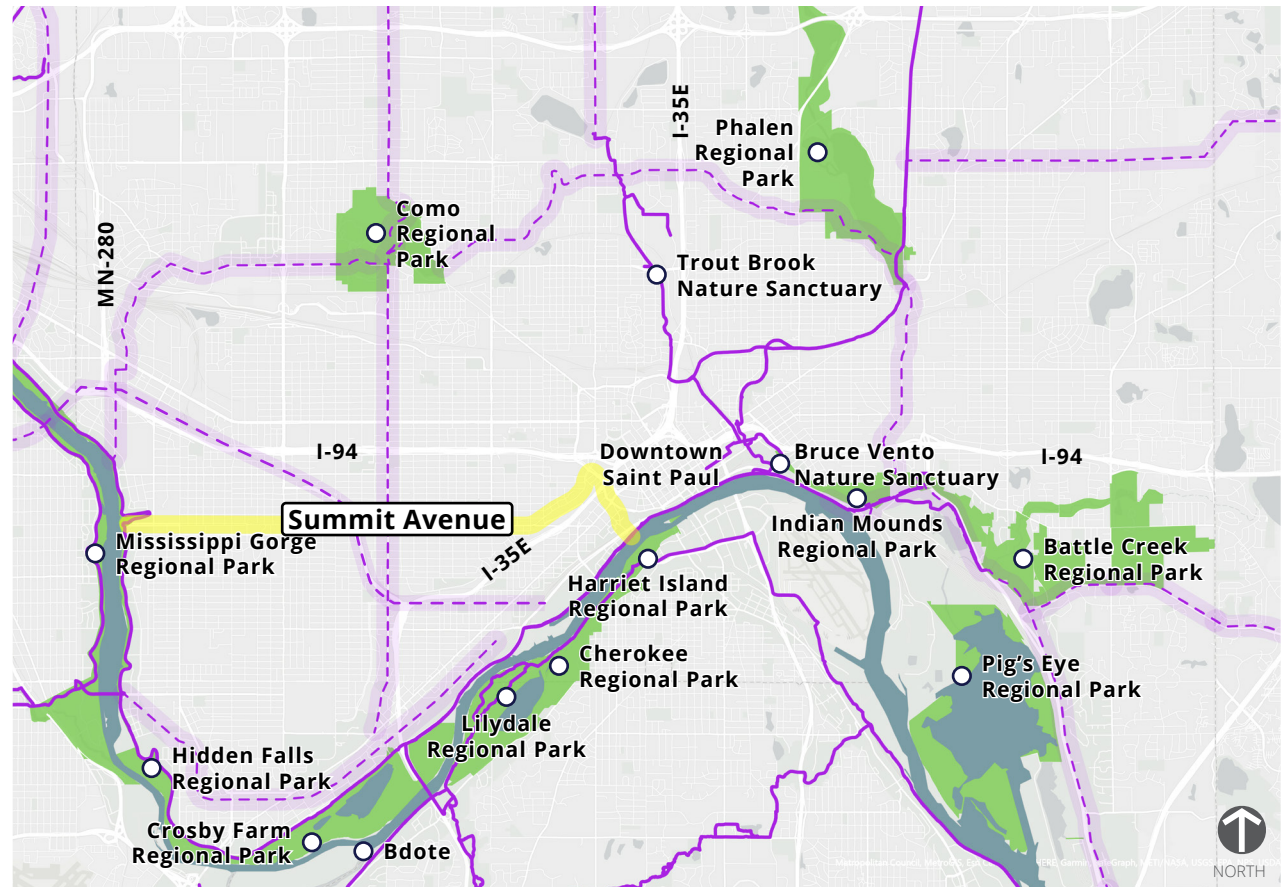 I-35E
Phalen
Regional
Park
Como
Regional
Park
MN-280
Trout Brook
Nature Sanctuary
I-94
Downtown
Saint Paul
Bruce Vento
Nature Sanctuary
I-94
Summit Avenue
Mississippi Gorge
Regional Park
I-35E
Indian Mounds
Regional Park
Battle Creek
Regional Park
Harriet Island
Regional Park
Cherokee
Regional Park
Pig's Eye
Regional Park
Lilydale
Regional Park
Hidden Falls
Regional Park
Crosby Farm
Regional Park
Bdote
NORTH